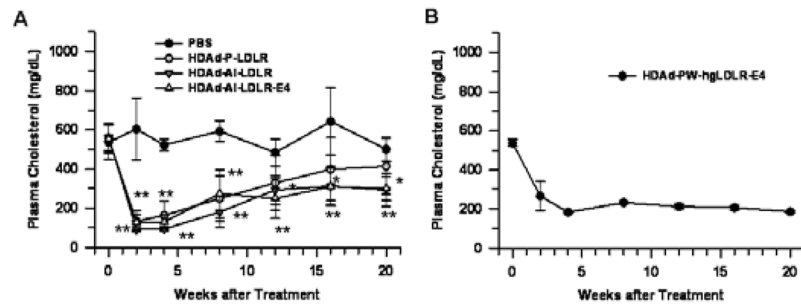 A
B
PBS
HDAd-P-LDLR
HDAd-AI-LDLR
HDAd-AI-LDLR-E4
HDAd-PW-hgLDLR-E4
Plasma Cholesterol (mg/dL)
1000
800
600
400
200
0
** ** **
** ** ** * * *
** ** **
0 5 10 15 20
Weeks after Treatment
Plasma Cholesterol (mg/dL)
1000
800
600
400
200
0
0 5 10 15 20
Weeks after Treatment